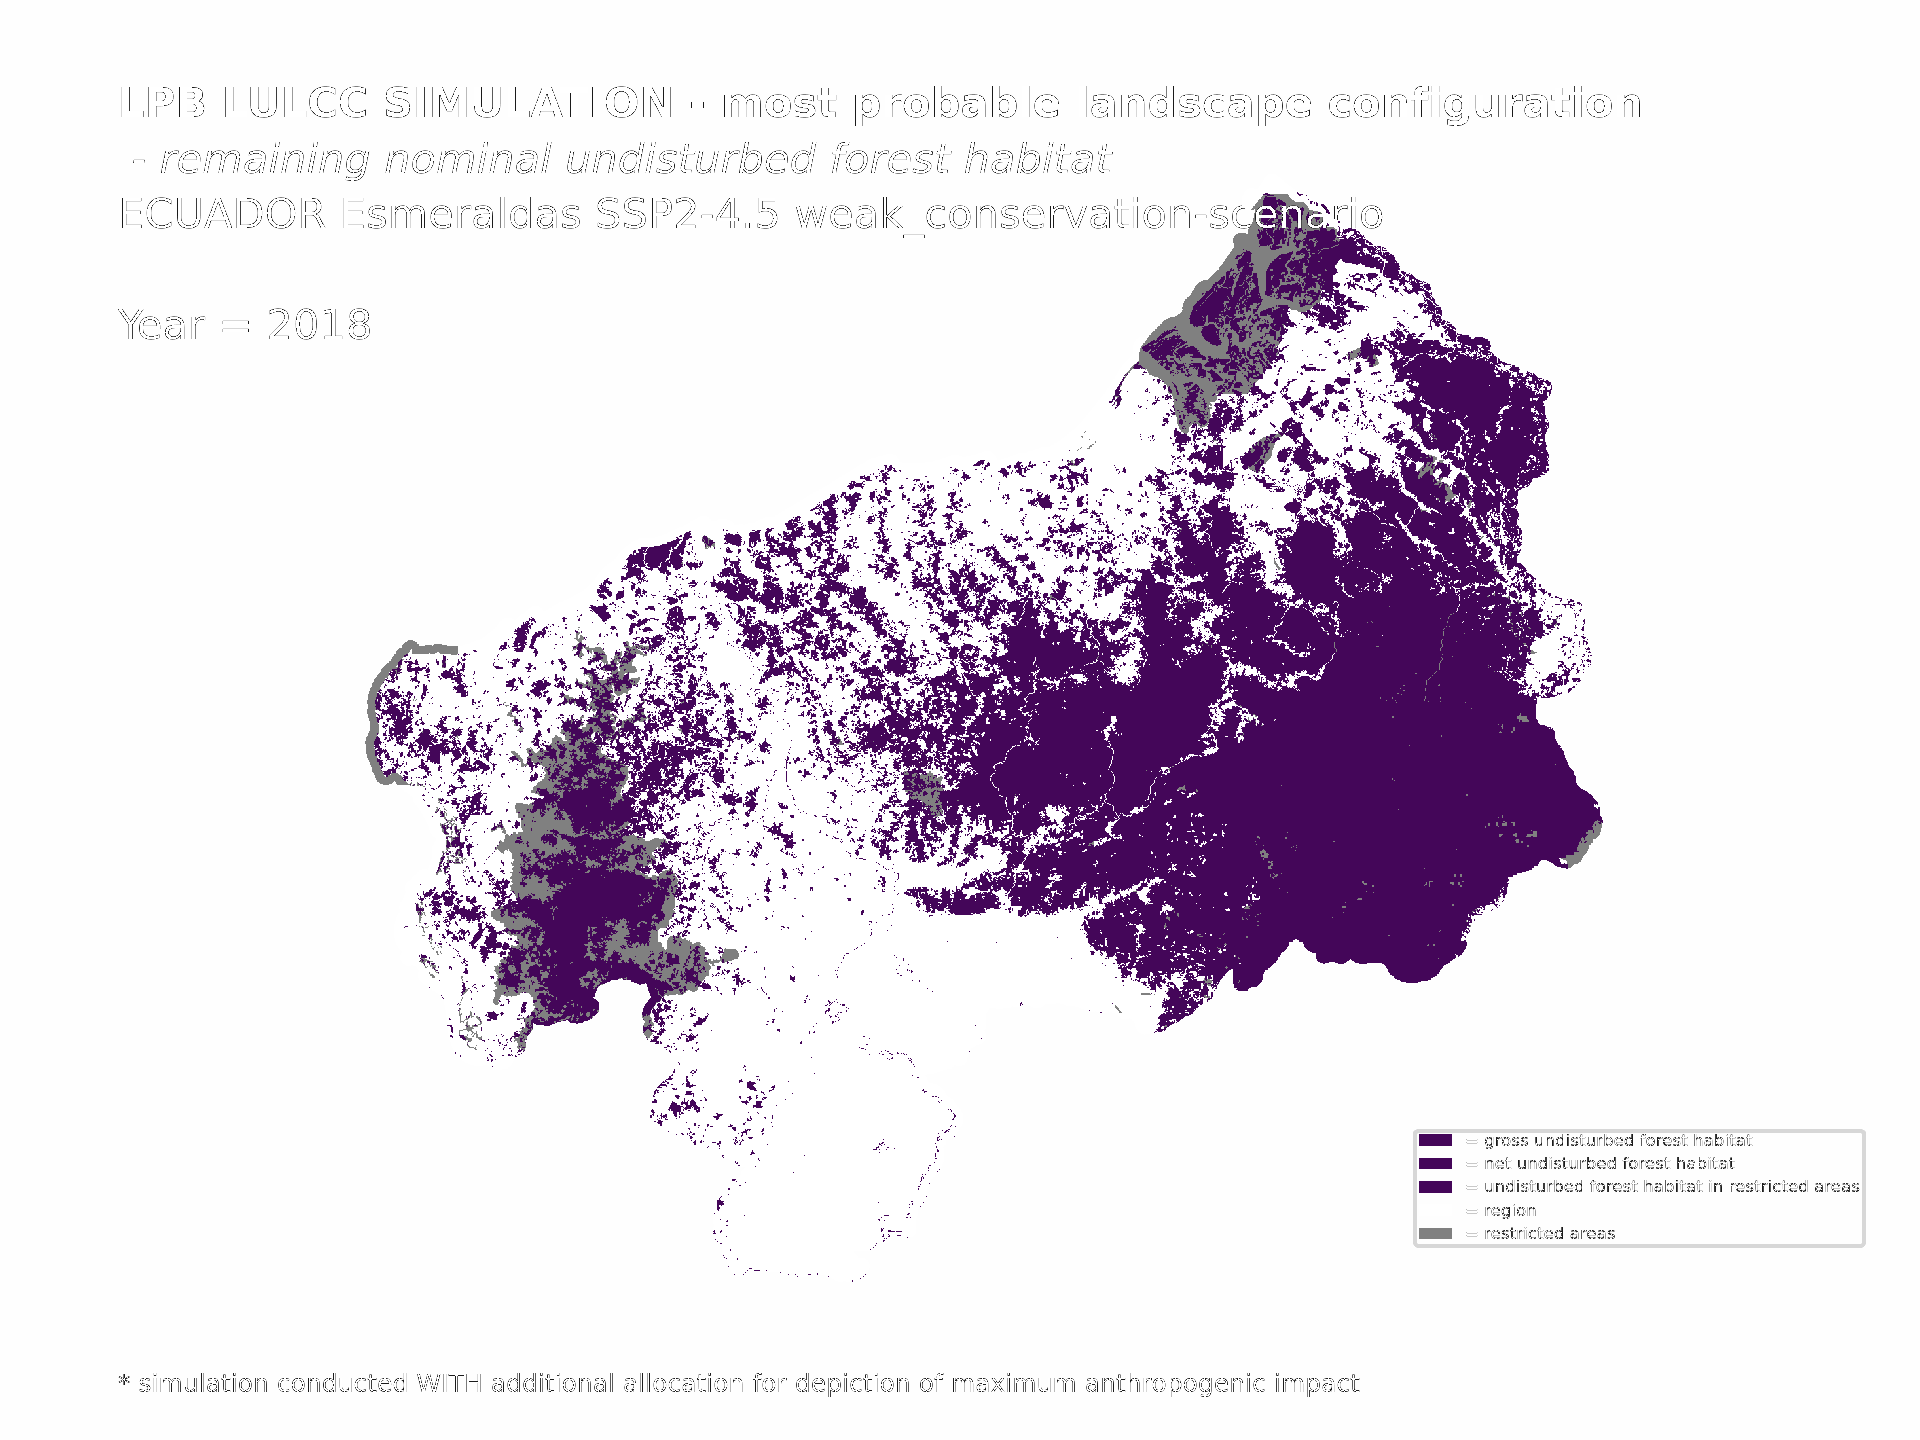 LPB LULCC SIMULATION - most probable landscape configuration
- remaining nominal undisturbed forest habitat
ECUADOR Esmeraldas SSP2-4.5 weak_conservation-scenario
Year = 2018
= gross undisturbed forest habitat
= net undisturbed forest habitat
= undisturbed forest habitat in restricted areas
= region
= restricted areas
* simulation conducted WITH additional allocation for depiction of maximum anthropogenic impact